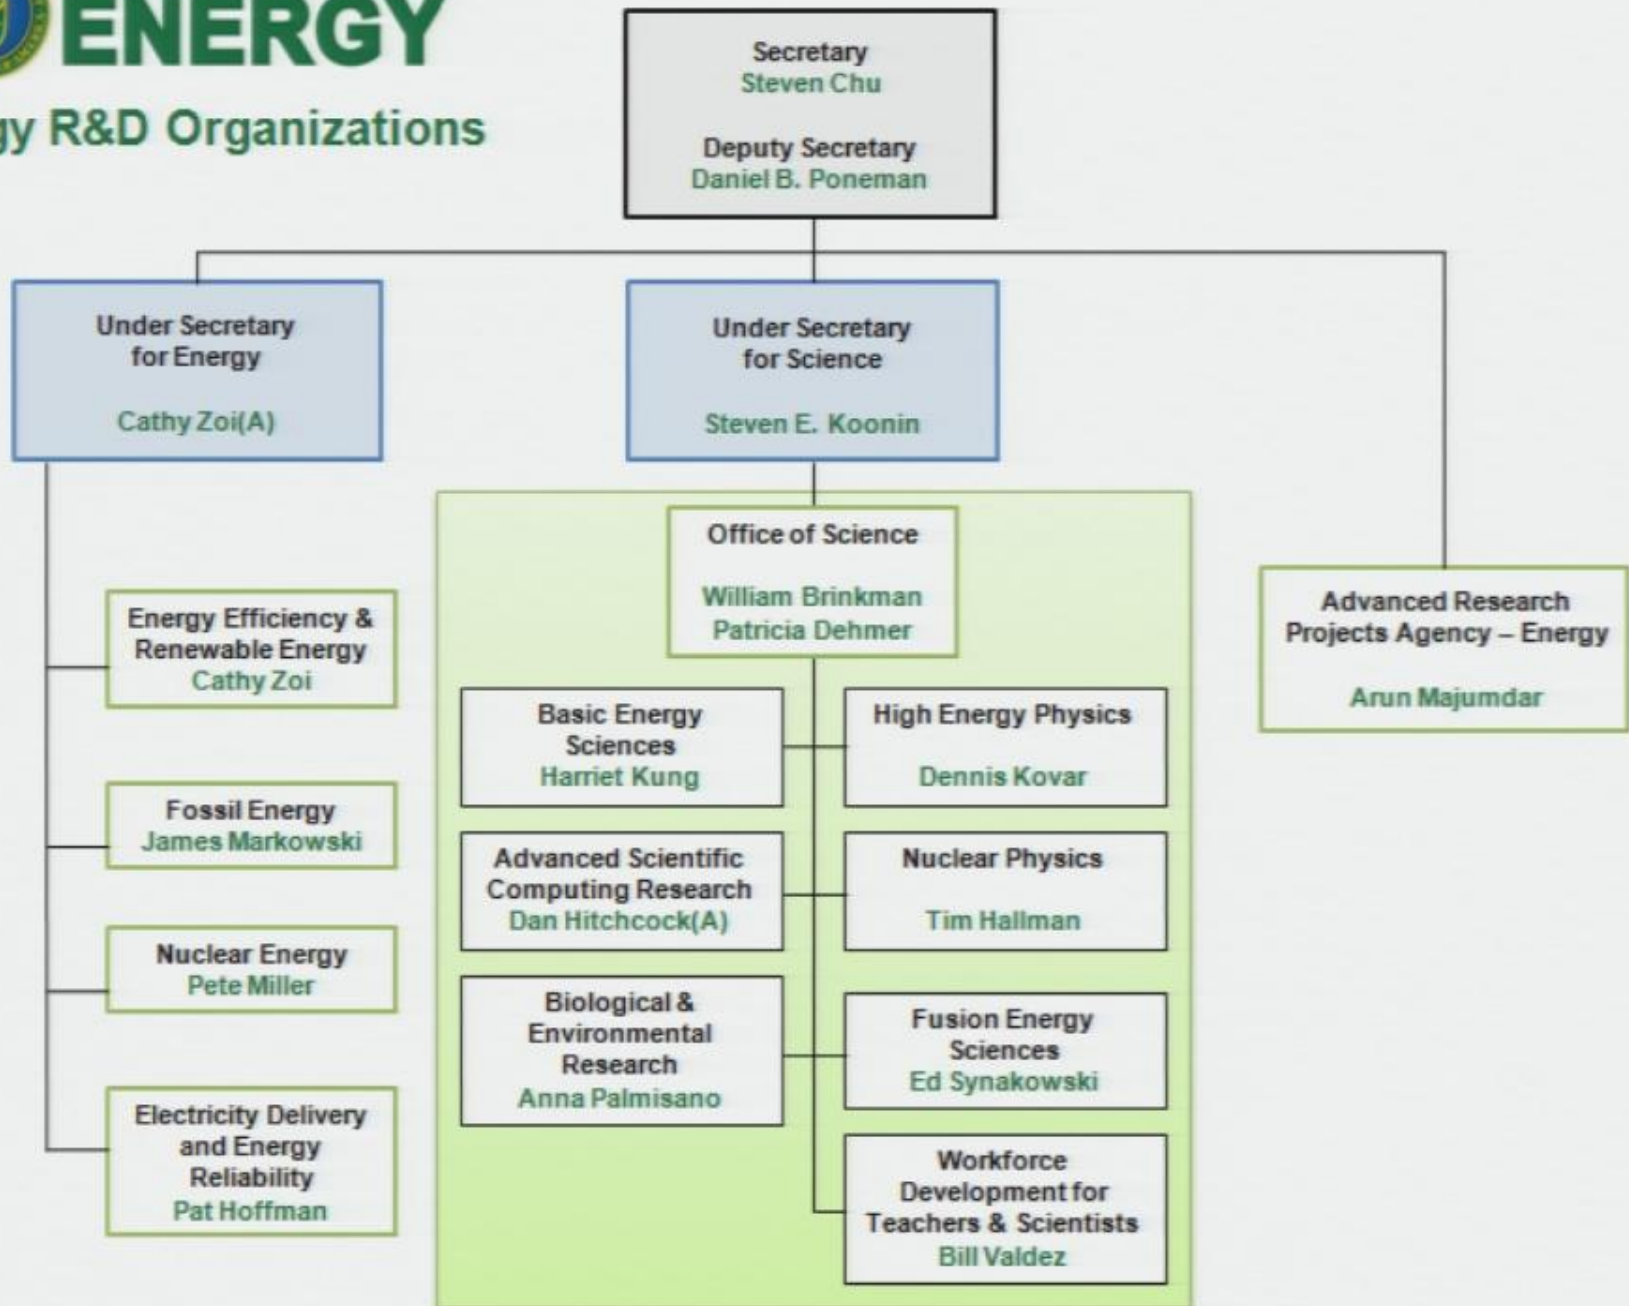 ENERGY
gy R&D Organizations
Secretary
Steven Chu
Deputy Secretary
Daniel B. Poneman
Under Secretary
for Energy
Cathy Zoi(A)
Under Secretary
for Science
Steven E. Koonin
Office of Science
William Brinkman
Patricia Dehmer
Advanced Research
Projects Agency – Energy
Arun Majumdar
Energy Efficiency &
Renewable Energy
Cathy Zoi
Fossil Energy
James Markowski
Nuclear Energy
Pete Miller
Electricity Delivery
and Energy
Reliability
Pat Hoffman
Basic Energy
Sciences
Harriet Kung
High Energy Physics
Dennis Kovar
Advanced Scientific
Computing Research
Dan Hitchcock(A)
Nuclear Physics
Tim Hallman
Biological &
Environmental
Research
Anna Palmisano
Fusion Energy
Sciences
Ed Synakowski
Workforce
Development for
Teachers & Scientists
Bill Valdez